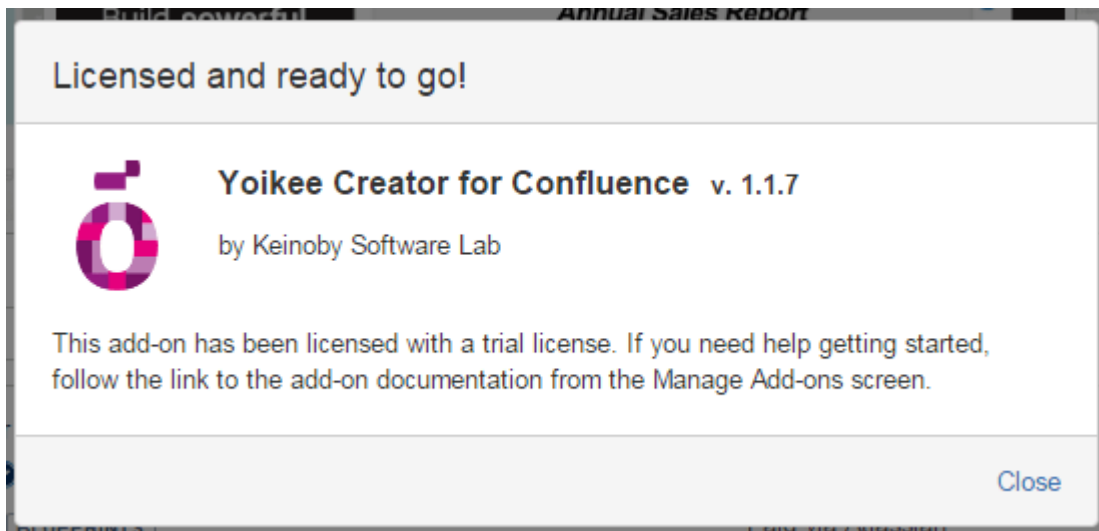 Build powerful
Annual Sales Report
Licensed and ready to go!
Yoikee Creator for Confluence v. 1.1.7
by Keinoby Software Lab
This add-on has been licensed with a trial license. If you need help getting started,
follow the link to the add-on documentation from the Manage Add-ons screen.
Close